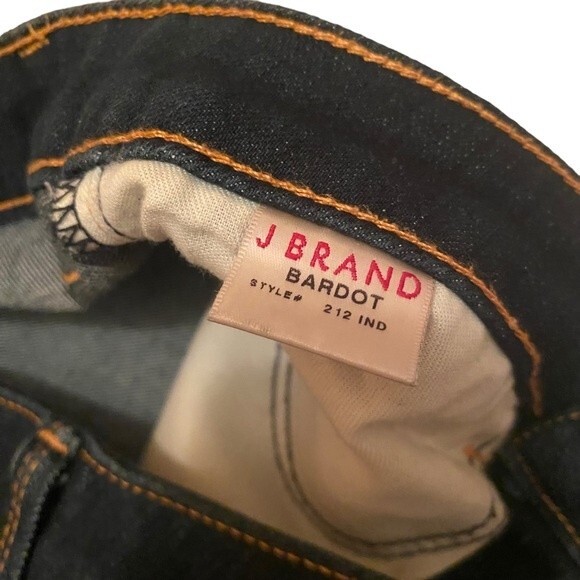 J BRAND
BARDOT
STYLE# 212 IND